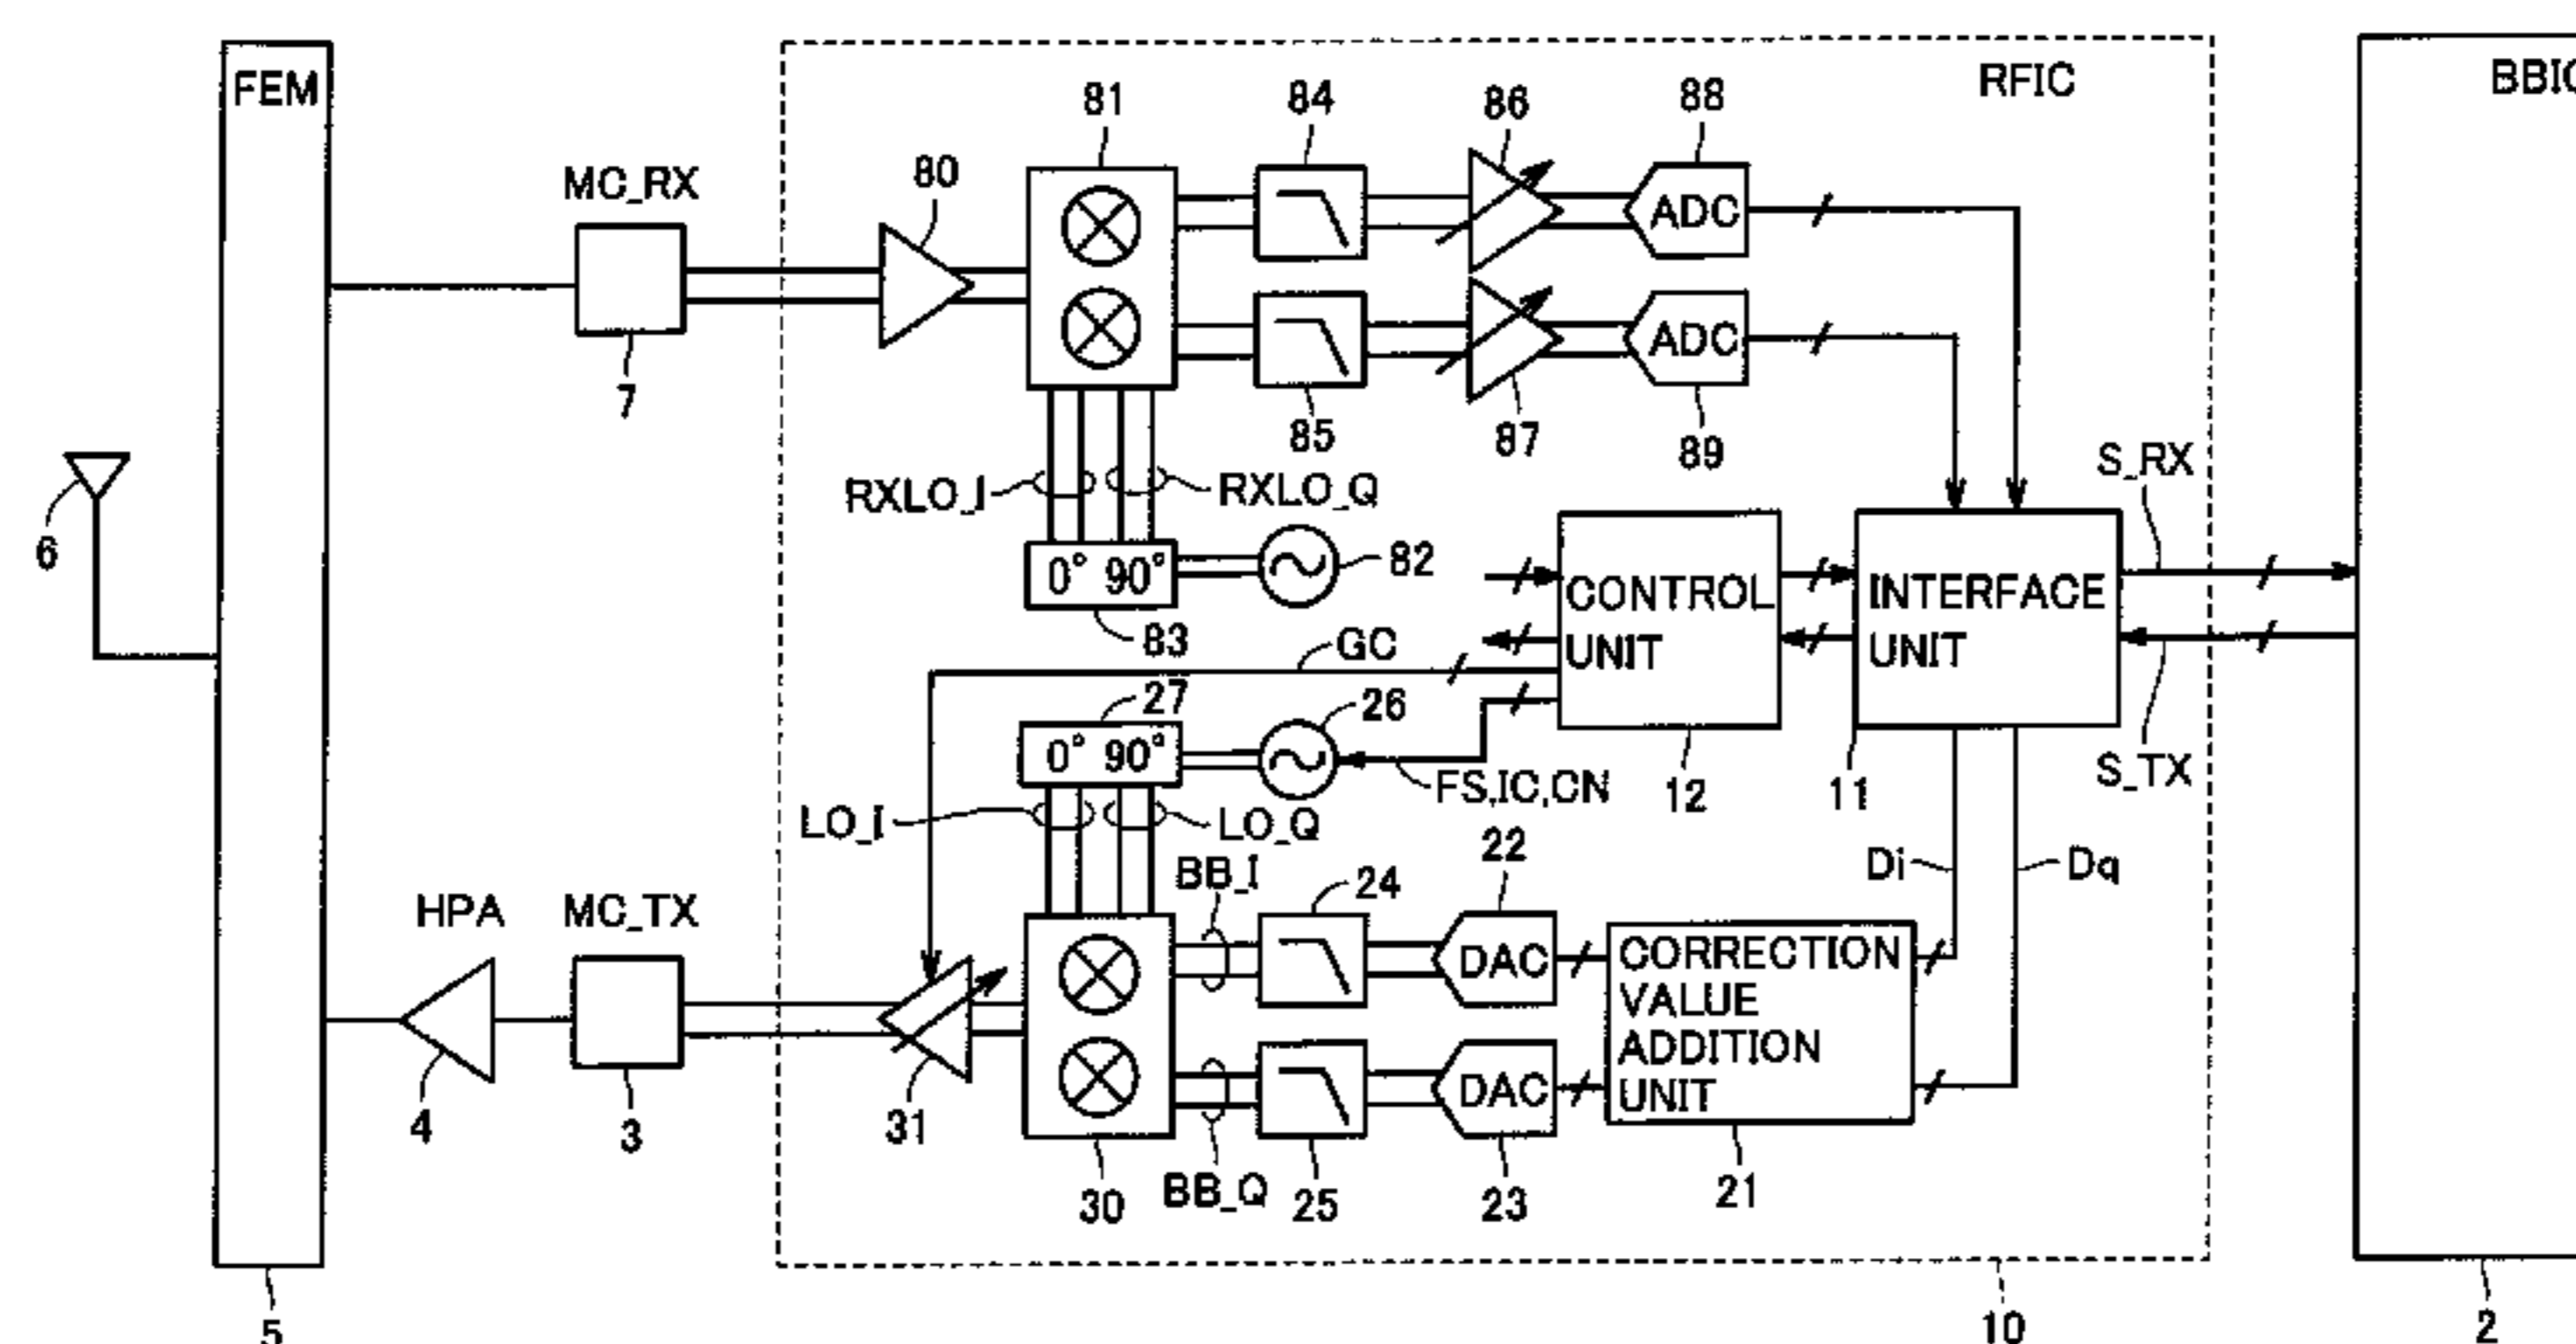 FEM
RFIC
BBIC
81
84
86
88
80
MC_RX
ADC
ADC
7
85
87
89
RXLO_I
RXLO_Q
S_RX
6
0° 90°
82
CONTROL
UNIT
INTERFACE
UNIT
83
GC
27
26
0° 90°
FS,IC,CN
12
11
S_TX
LO_I
LO_Q
22
BB_I
24
Di
Dq
HPA
MC_TX
DAC
CORRECTION
VALUE
ADDITION
UNIT
DAC
4
3
31
30
BB_Q
25
23
21
5
10
2